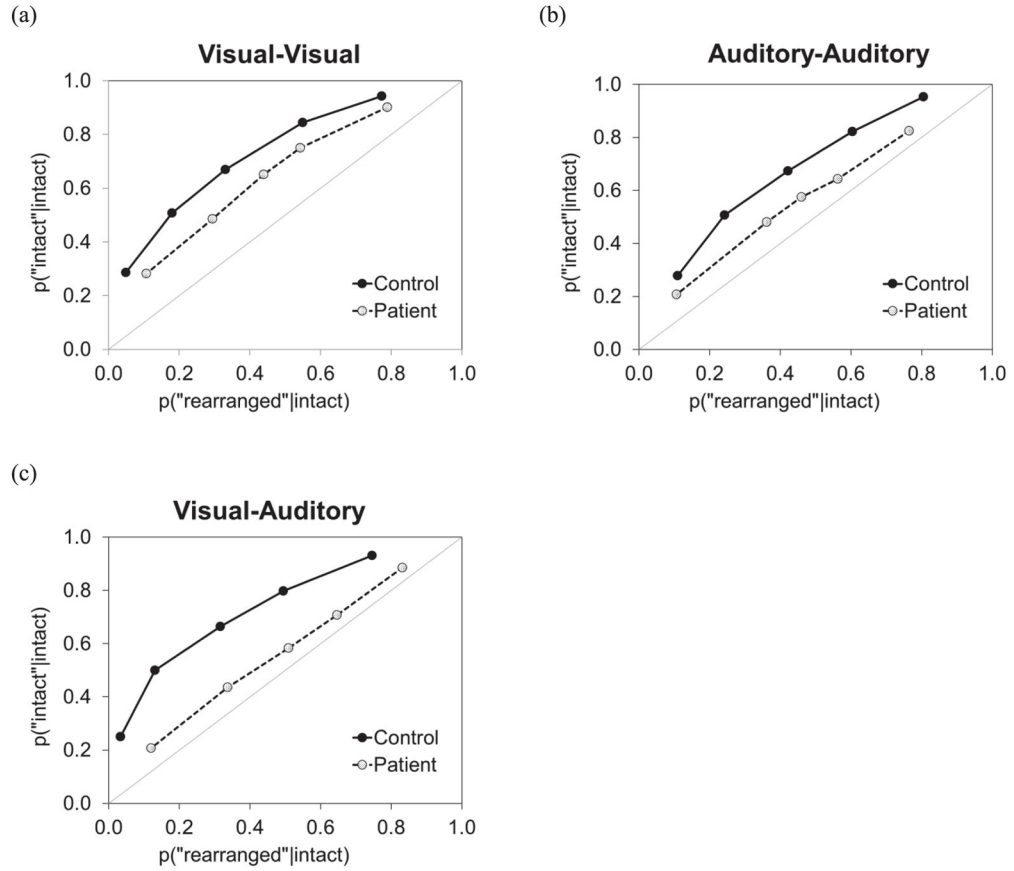 (a)
Visual-Visual
1.0
0.8
0.6
0.4
0.2
0.0
p("intact"|intact)
Control
Patient
0.0 0.2 0.4 0.6 0.8 1.0
p("rearranged"|intact)
(b)
Auditory-Auditory
1.0
0.8
0.6
0.4
0.2
0.0
p("intact"|intact)
Control
Patient
0.0 0.2 0.4 0.6 0.8 1.0
p("rearranged"|intact)
(c)
Visual-Auditory
1.0
0.8
0.6
0.4
0.2
0.0
p("intact"|intact)
Control
Patient
0.0 0.2 0.4 0.6 0.8 1.0
p("rearranged"|intact)